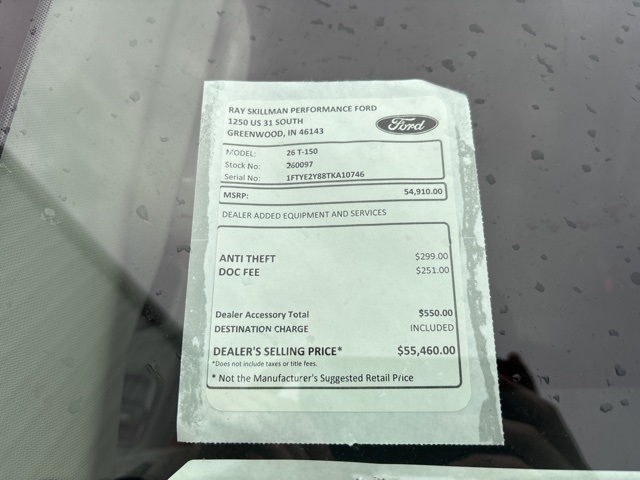 RAY SKILLMAN PERFORMANCE FORD
1250 US 31 SOUTH
GREENWOOD, IN 46143
Ford
MODEL: 26 T-150
Stock No: 260097
Serial No: 1FTYE2Y88TKA10746
MSRP: 54,910.00
DEALER ADDED EQUIPMENT AND SERVICES
ANTI THEFT $299.00
DOC FEE $251.00
Dealer Accessory Total $550.00
DESTINATION CHARGE INCLUDED
DEALER'S SELLING PRICE* $55,460.00
*Does not include taxes or title fees.
* Not the Manufacturer's Suggested Retail Price